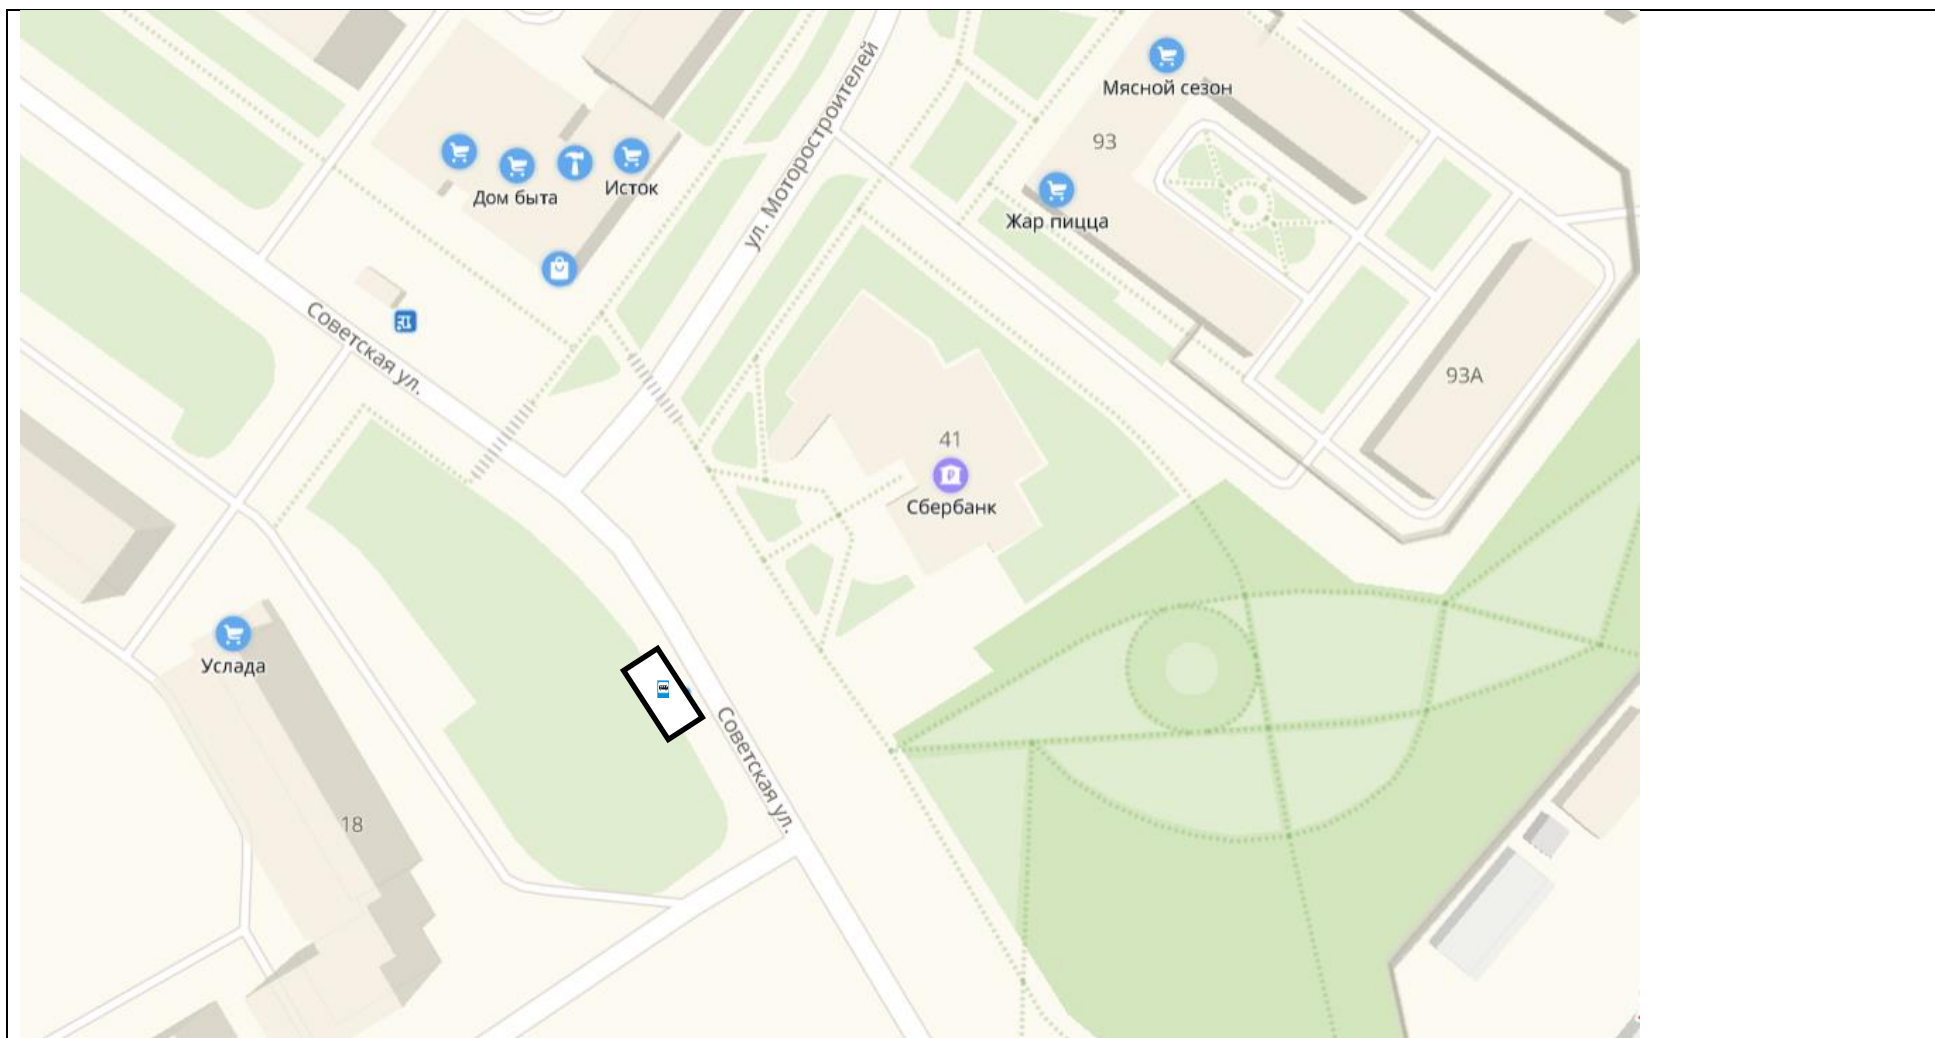 Мясной сезон
ул. Моторостроителей
93
Исток
Дом быта
Жар пицца
Советская ул.
93А
41
Сбербанк
Услада
Советская ул.
18